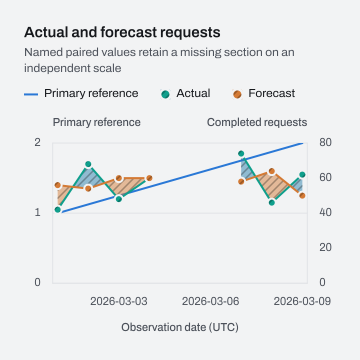 Actual and forecast requests
Named paired values retain a missing section on an
independent scale
Primary reference Actual Forecast
Primary reference Completed requests
2 80
60
1 40
20
0 0
2026-03-03 2026-03-06 2026-03-09
Observation date (UTC)